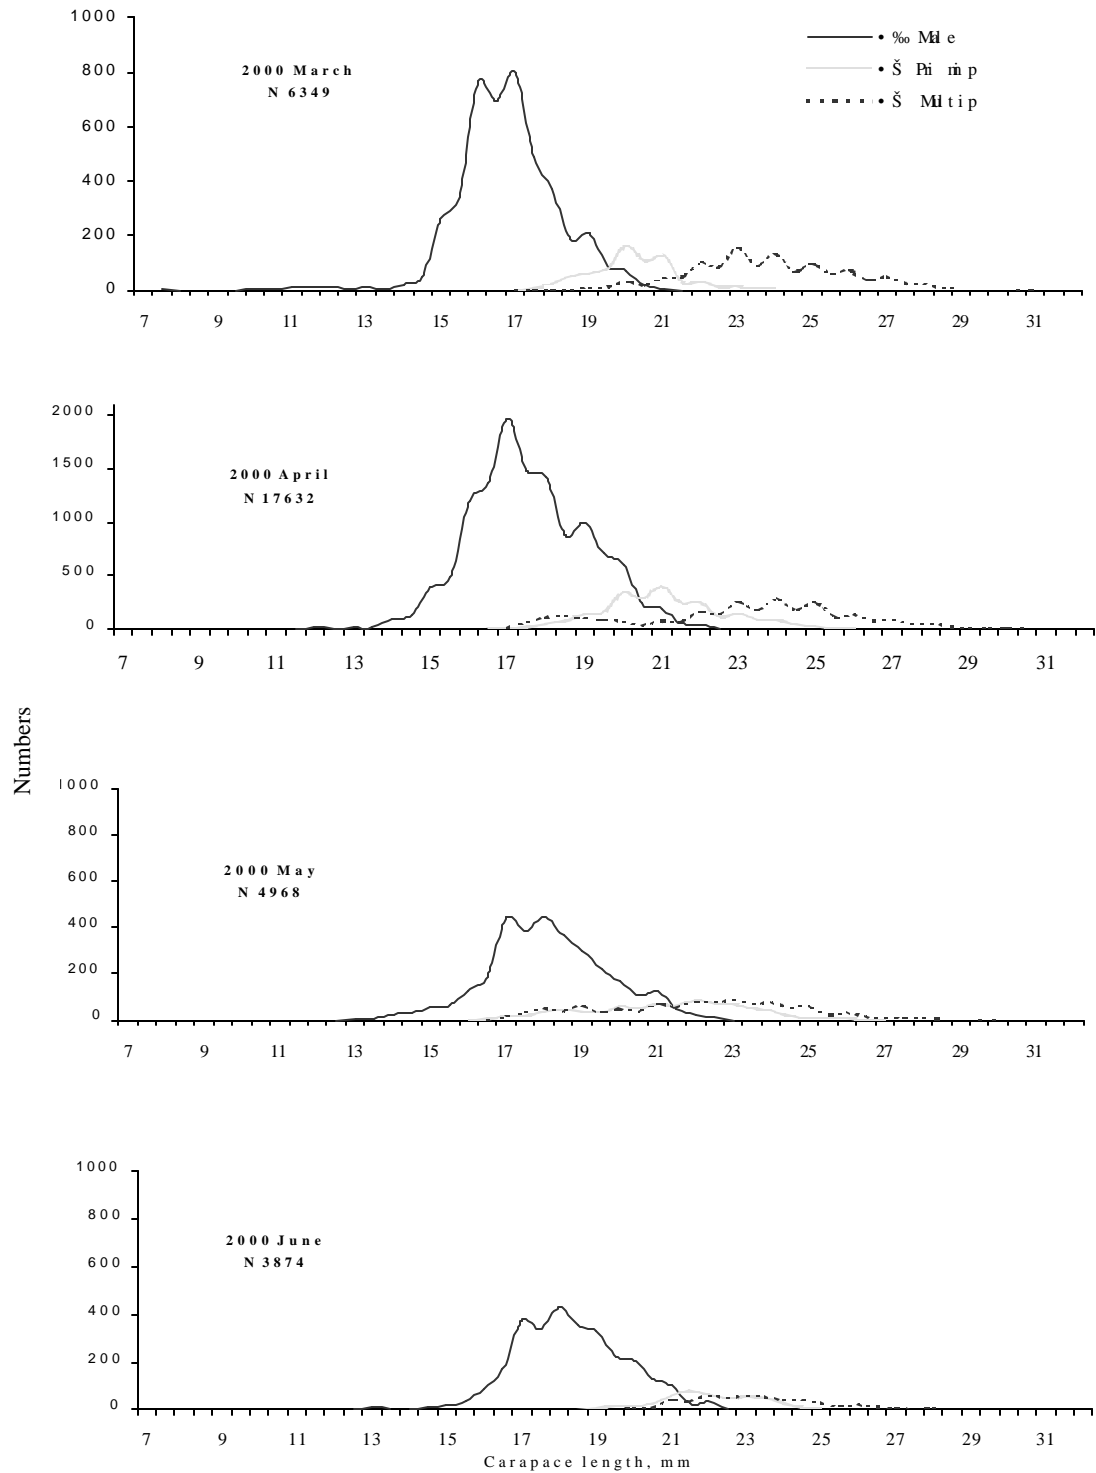 1000
• ‰ Male
2000 March
800
• Š Primip
N 6349
• Š Multip
600
400
200
0
7 9 11 13 15 17 19 21 23 25 27 29 31
2000
1500
2000 April
N 17632
1000
500
0
7 9 11 13 15 17 19 21 23 25 27 29 31
Numbers
1000
800
2000 May
600
N 4968
400
200
0
7 9 11 13 15 17 19 21 23 25 27 29 31
1000
800
2000 June
600
N 3874
400
200
0
7 9 11 13 15 17 19 21 23 25 27 29 31
Carapace length, mm